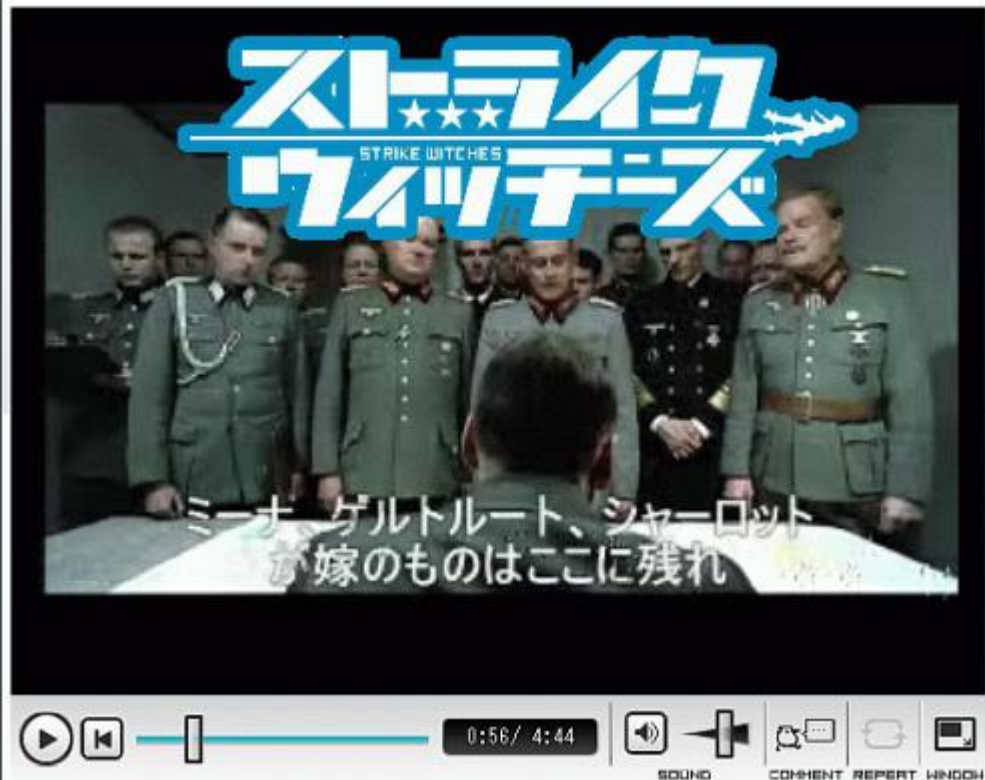 ストライク
STRIKE WITCHES
ウィッチーズ
ミーナ、ゲルトルート、シャーロット
が嫁のものはここに残れ
0:56/ 4:44
SOUND
COMMENT
REPEAT
WINDOW